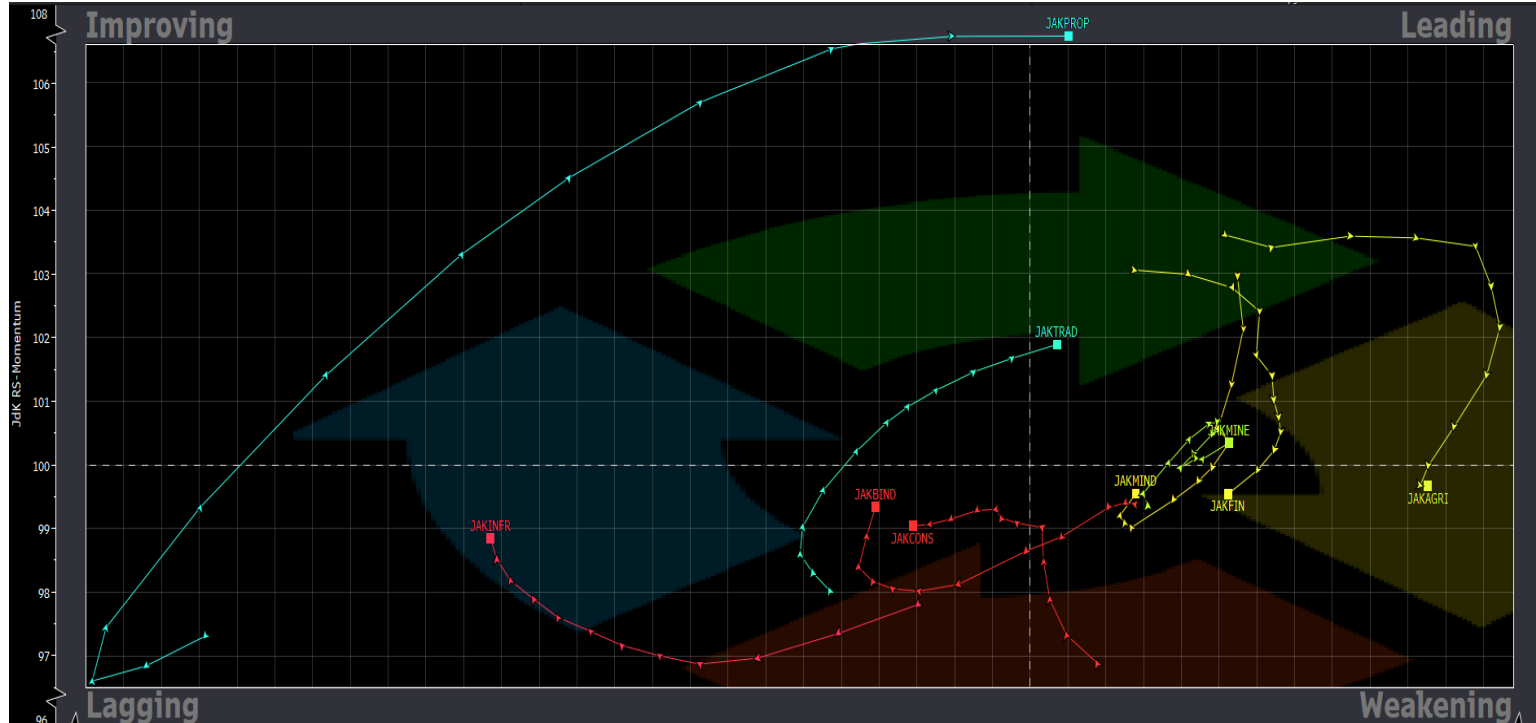 108
Improving
JAKPROP
Leading
106
105
104
103
102
101
100
99
98
97
96
JdK RS-Momentum
JAKTRAD
JAKMINE
JAKMIND
JAKFIN
JAKAGRI
JAKBIND
JAKCONS
JAKINFR
Lagging
Weakening